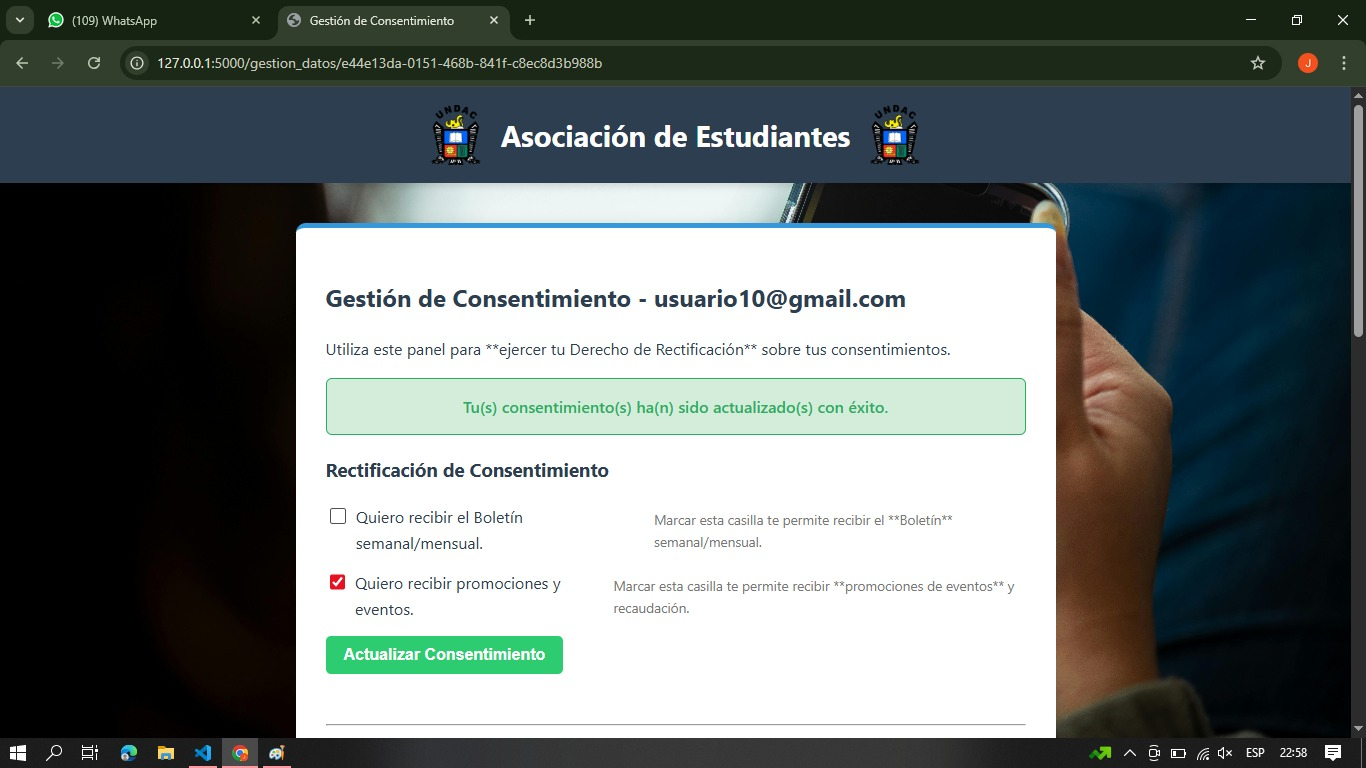 (109) WhatsApp
Gestión de Consentimiento
127.0.0.1:5000/gestion_datos/e44e13da-0151-468b-841f-c8ec8d3b988b
J
UNDAC
Asociación de Estudiantes
UNDAC
Gestión de Consentimiento - usuario10@gmail.com
Utiliza este panel para **ejercer tu Derecho de Rectificación** sobre tus consentimientos.
Tu(s) consentimiento(s) ha(n) sido actualizado(s) con éxito.
Rectificación de Consentimiento
Quiero recibir el Boletín
semanal/mensual.
Marcar esta casilla te permite recibir el **Boletín**
semanal/mensual.
Quiero recibir promociones y
eventos.
Marcar esta casilla te permite recibir **promociones de eventos** y
recaudación.
Actualizar Consentimiento
ESP
22:58